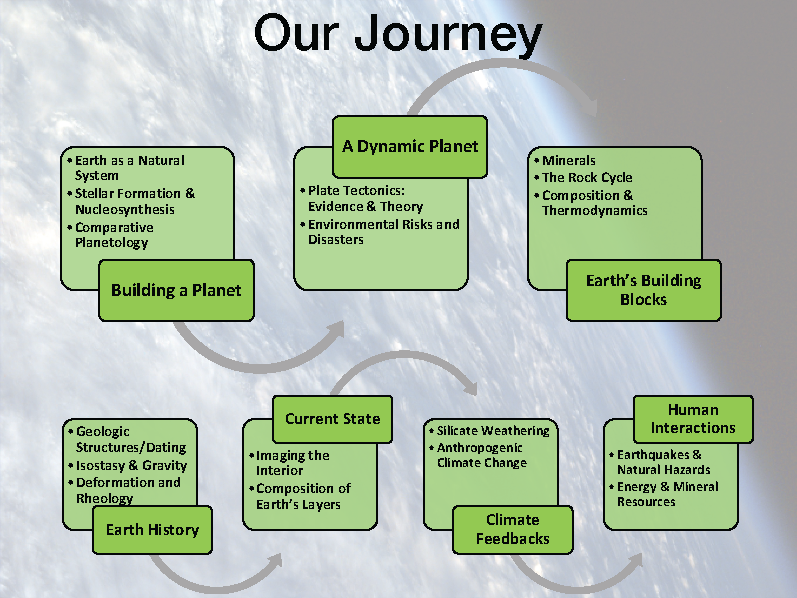 Our Journey
• Earth as a Natural
System
• Stellar Formation &
Nucleosynthesis
• Comparative
Planetology
Building a Planet
A Dynamic Planet
• Plate Tectonics:
Evidence & Theory
• Environmental Risks and
Disasters
• Minerals
• The Rock Cycle
• Composition &
Thermodynamics
Earth's Building
Blocks
• Geologic
Structures/Dating
• Isostasy & Gravity
• Deformation and
Rheology
Earth History
Current State
• Imaging the
Interior
• Composition of
Earth's Layers
• Silicate Weathering
• Anthropogenic
Climate Change
Climate
Feedbacks
Human
Interactions
• Earthquakes &
Natural Hazards
• Energy & Mineral
Resources